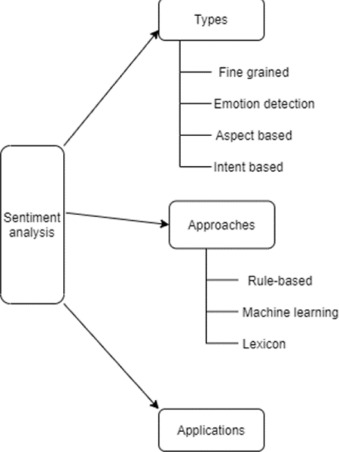 Types
Fine grained
Emotion detection
Aspect based
Intent based
Sentiment
analysis
Approaches
Rule-based
Machine learning
Lexicon
Applications